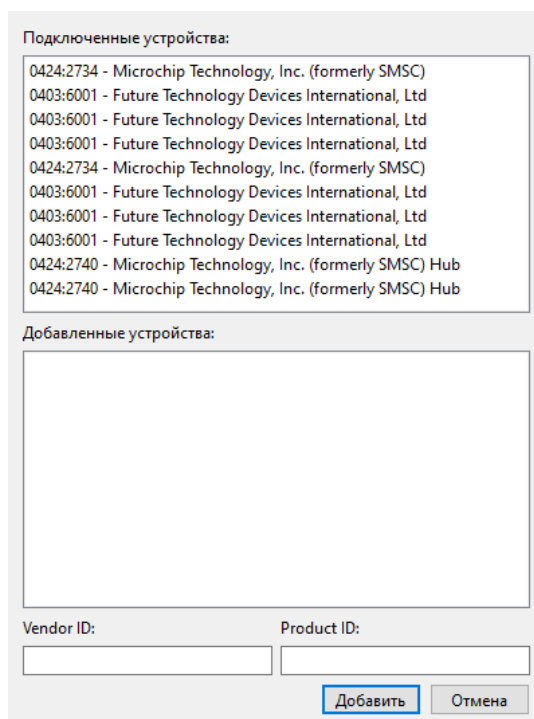 Подключенные устройства:
0424:2734 - Microchip Technology, Inc. (formerly SMSC)
0403:6001 - Future Technology Devices International, Ltd
0403:6001 - Future Technology Devices International, Ltd
0403:6001 - Future Technology Devices International, Ltd
0424:2734 - Microchip Technology, Inc. (formerly SMSC)
0403:6001 - Future Technology Devices International, Ltd
0403:6001 - Future Technology Devices International, Ltd
0403:6001 - Future Technology Devices International, Ltd
0424:2740 - Microchip Technology, Inc. (formerly SMSC) Hub
0424:2740 - Microchip Technology, Inc. (formerly SMSC) Hub
Добавленные устройства:
Vendor ID: Product ID:
Добавить Отмена